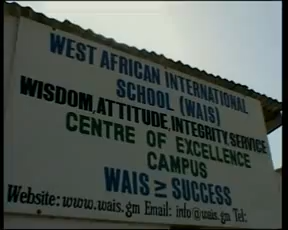 WEST AFRICAN INTERNATIONAL
SCHOOL (WAIS)
WISDOM, ATTITUDE, INTEGRITY, SERVICE
CENTRE OF EXCELLENCE
CAMPUS
WAIS ≥ SUCCESS
Website: www.wais.gm Email: info@wais.gm Tel: